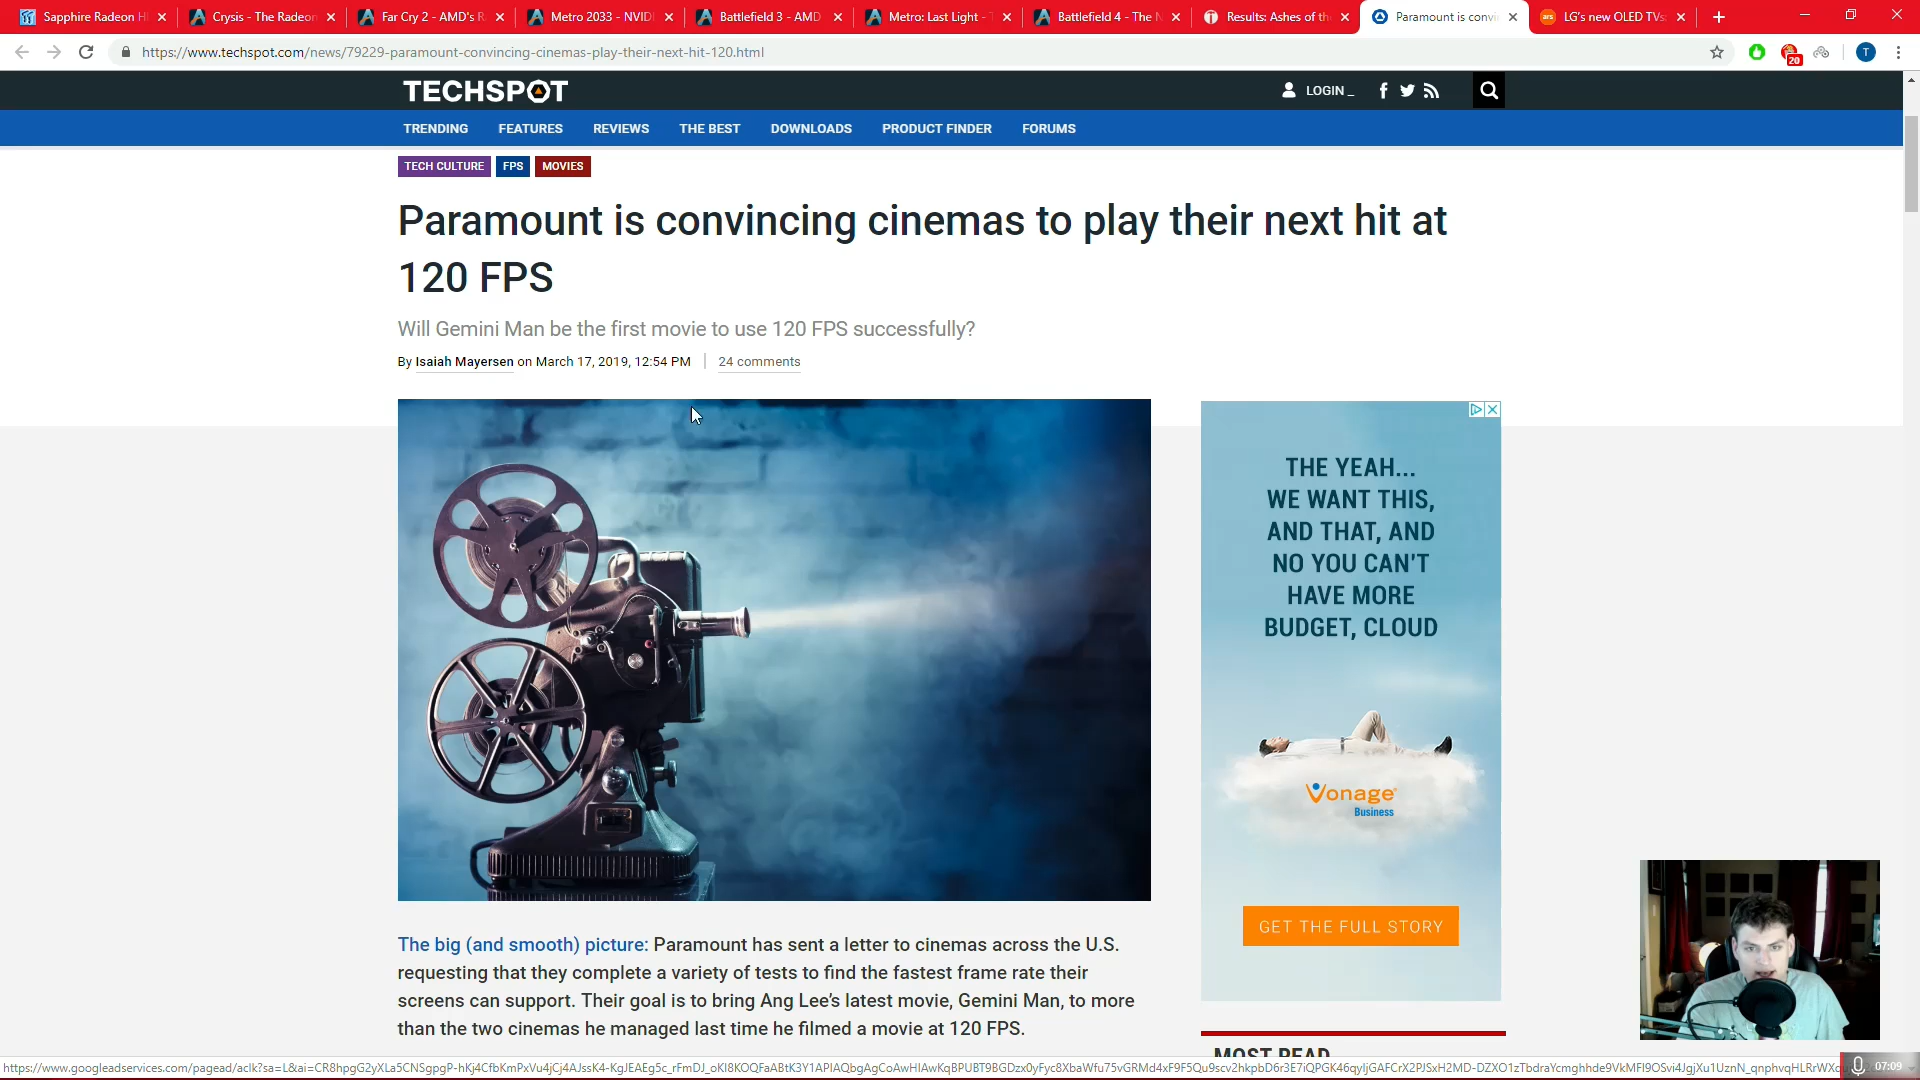 Sapphire Radeon H
Crysis - The Radeon
Far Cry 2 - AMD's R
Metro 2033 - NVIDI
Battlefield 3 - AMD
Metro: Last Light - T
Battlefield 4 - The N
Results: Ashes of th
Paramount is convi
LG's new OLED TVs
https://www.techspot.com/news/79229-paramount-convincing-cinemas-play-their-next-hit-120.html
20
T
TECHSPOT
LOGIN _
TRENDING FEATURES REVIEWS THE BEST DOWNLOADS PRODUCT FINDER FORUMS
TECH CULTURE FPS MOVIES
Paramount is convincing cinemas to play their next hit at
120 FPS
Will Gemini Man be the first movie to use 120 FPS successfully?
By Isaiah Mayersen on March 17, 2019, 12:54 PM 24 comments
THE YEAH...
WE WANT THIS,
AND THAT, AND
NO YOU CAN'T
HAVE MORE
BUDGET, CLOUD
Vonage
Business
GET THE FULL STORY
The big (and smooth) picture: Paramount has sent a letter to cinemas across the U.S.
requesting that they complete a variety of tests to find the fastest frame rate their
screens can support. Their goal is to bring Ang Lee's latest movie, Gemini Man, to more
than the two cinemas he managed last time he filmed a movie at 120 FPS.
MOST READ
07:09